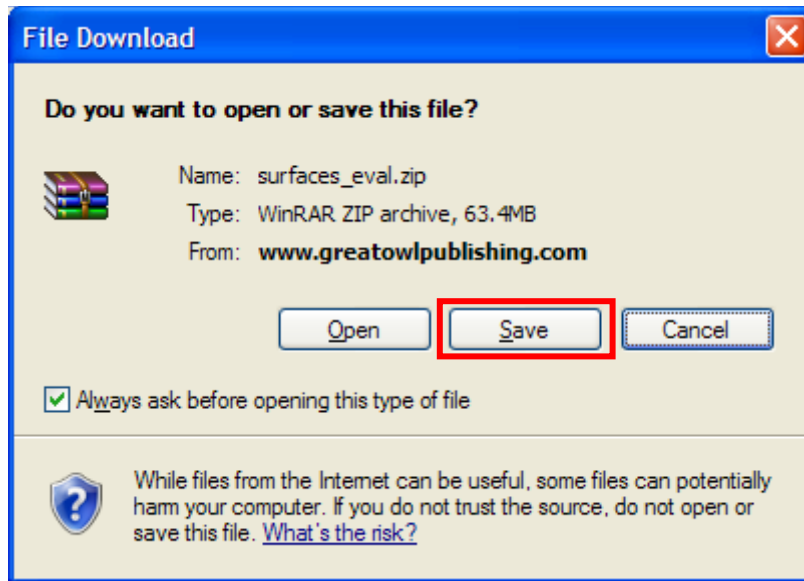 File Download
Do you want to open or save this file?
Name: surfaces_eval.zip
Type: WinRAR ZIP archive, 63.4MB
From: www.greatowlpublishing.com
Open Save Cancel
Always ask before opening this type of file
While files from the Internet can be useful, some files can potentially
harm your computer. If you do not trust the source, do not open or
save this file. What's the risk?